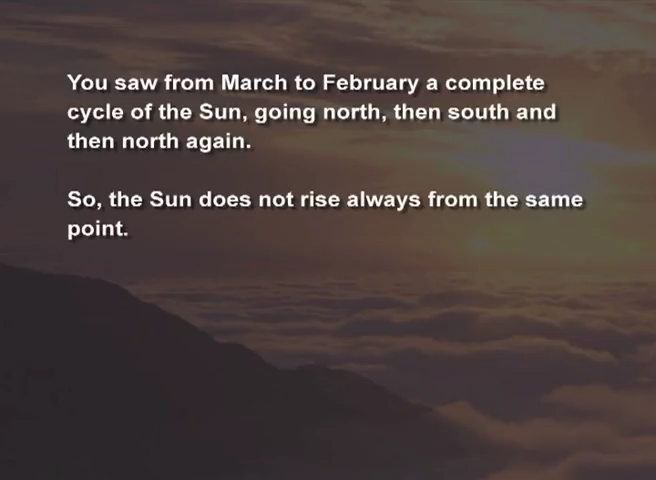 You saw from March to February a complete
cycle of the Sun, going north, then south and
then north again.
So, the Sun does not rise always from the same
point.